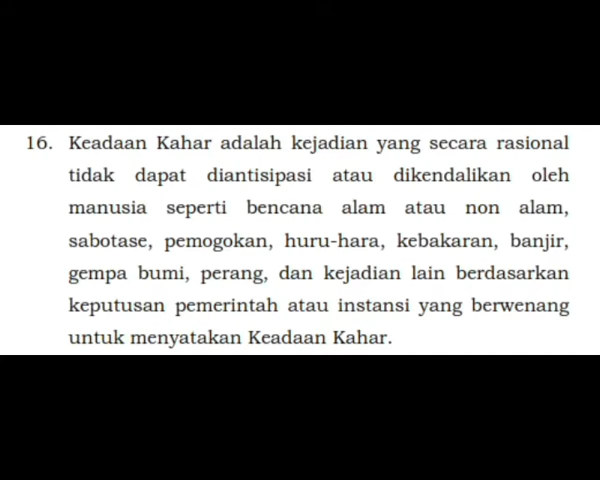 16. Keadaan Kahar adalah kejadian yang secara rasional
tidak dapat diantisipasi atau dikendalikan oleh
manusia seperti bencana alam atau non alam,
sabotase, pemogokan, huru-hara, kebakaran, banjir,
gempa bumi, perang, dan kejadian lain berdasarkan
keputusan pemerintah atau instansi yang berwenang
untuk menyatakan Keadaan Kahar.